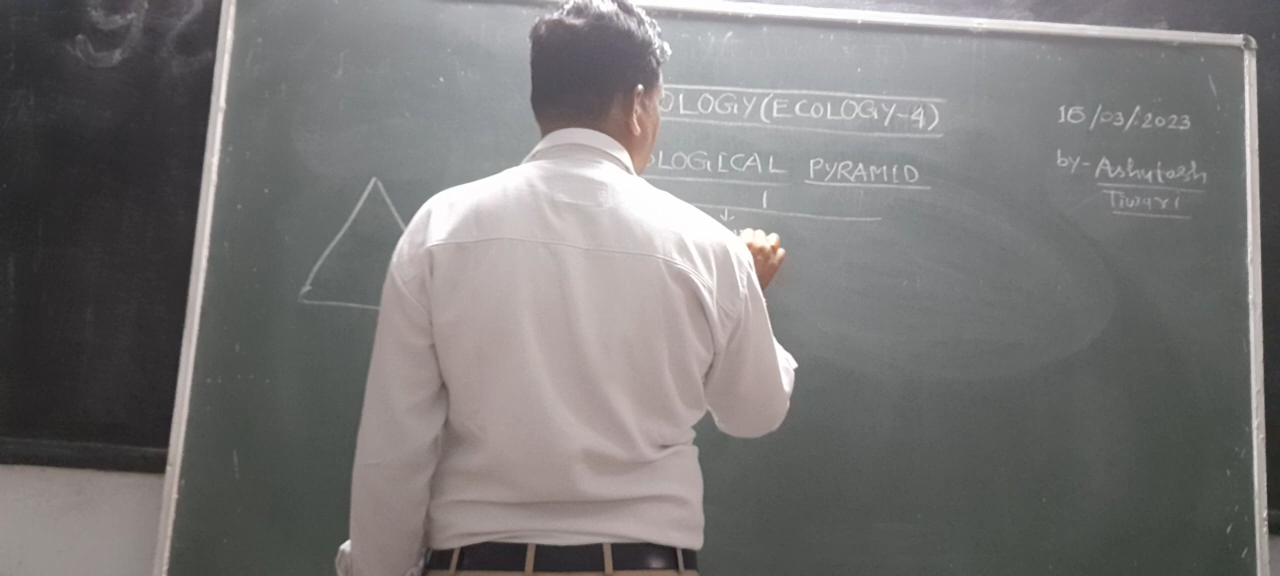 OLOGY (ECOLOGY-4)
OLOGICAL PYRAMID
16/03/2023
by- Ashutosh
Tiwari